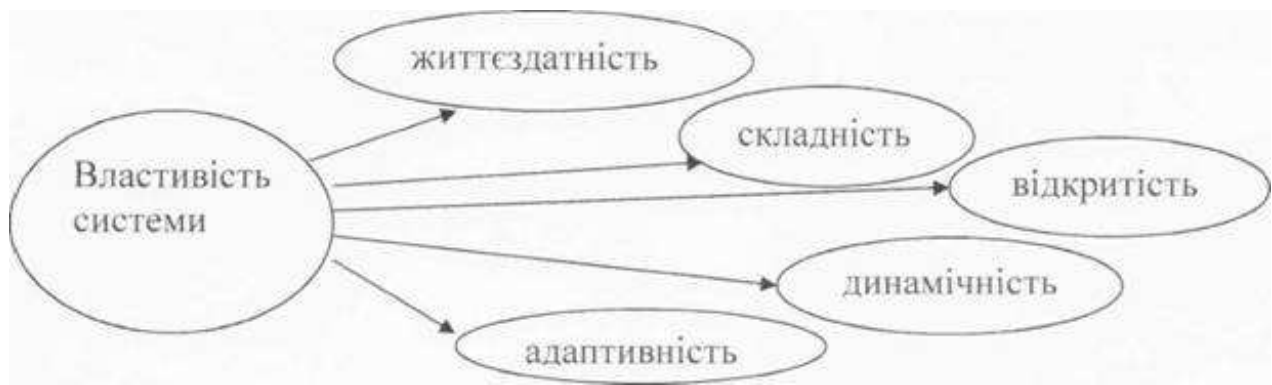 життєздатність
складність
Властивість
системи
відкритість
динамічність
адаптивність